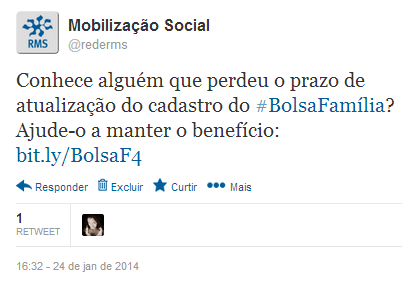 RMS
Mobilização Social
@rederms
Conhece alguém que perdeu o prazo de
atualização do cadastro do #BolsaFamília?
Ajude-o a manter o benefício:
bit.ly/BolsaF4
Responder Excluir Curtir Mais
1
RETWEET
16:32 - 24 de jan de 2014